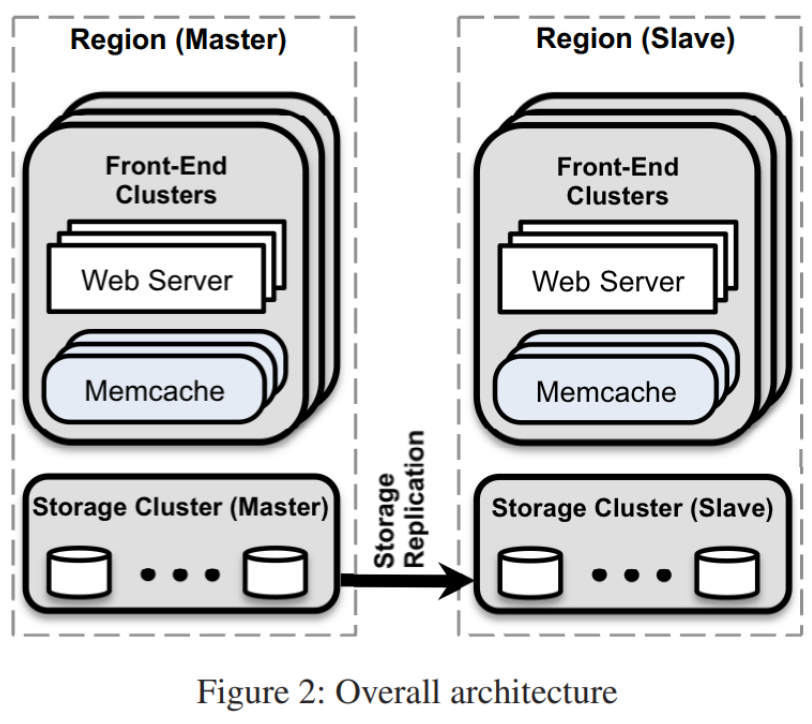 Region (Master)
Front-End
Clusters
Web Server
Memcache
Storage Cluster (Master)
Storage
Replication
Region (Slave)
Front-End
Clusters
Web Server
Memcache
Storage Cluster (Slave)
Figure 2: Overall architecture